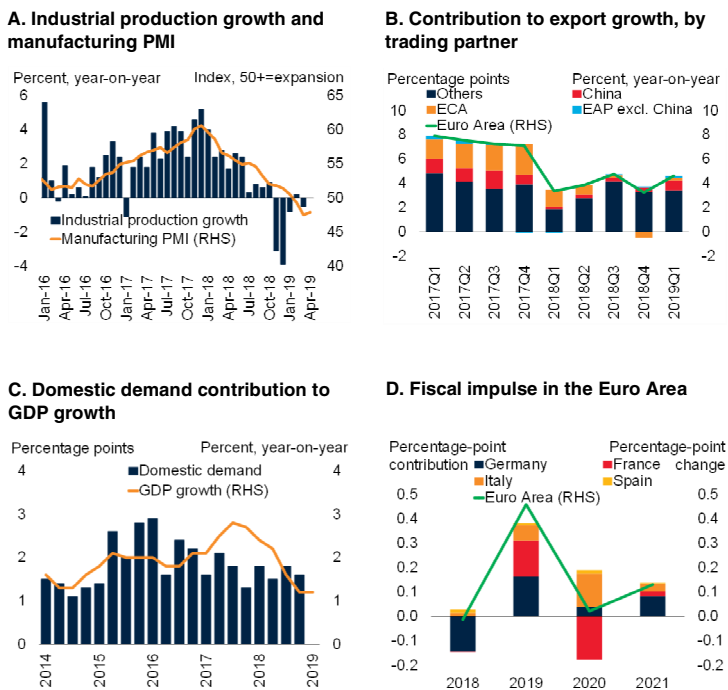 A. Industrial production growth and
manufacturing PMI
Percent, year-on-year
Index, 50+=expansion
6
4
2
0
-2
-4
65
60
55
50
45
40
Industrial production growth
Manufacturing PMI (RHS)
Jan-16
Apr-16
Jul-16
Oct-16
Jan-17
Apr-17
Jul-17
Oct-17
Jan-18
Apr-18
Jul-18
Oct-18
Jan-19
Apr-19
B. Contribution to export growth, by
trading partner
Percentage points
Percent, year-on-year
Others
China
ECA
EAP excl. China
Euro Area (RHS)
10
8
6
4
2
0
-2
10
8
6
4
2
0
-2
2017Q1
2017Q2
2017Q3
2017Q4
2018Q1
2018Q2
2018Q3
2018Q4
2019Q1
C. Domestic demand contribution to
GDP growth
Percentage points
Percent, year-on-year
Domestic demand
GDP growth (RHS)
4
3
2
1
0
4
3
2
1
0
2014
2015
2016
2017
2018
2019
D. Fiscal impulse in the Euro Area
Percentage-point
contribution
Percentage-point
change
Germany
France
Italy
Spain
Euro Area (RHS)
0.5
0.4
0.3
0.2
0.1
0.0
-0.1
-0.2
0.5
0.4
0.3
0.2
0.1
0.0
-0.1
-0.2
2018
2019
2020
2021